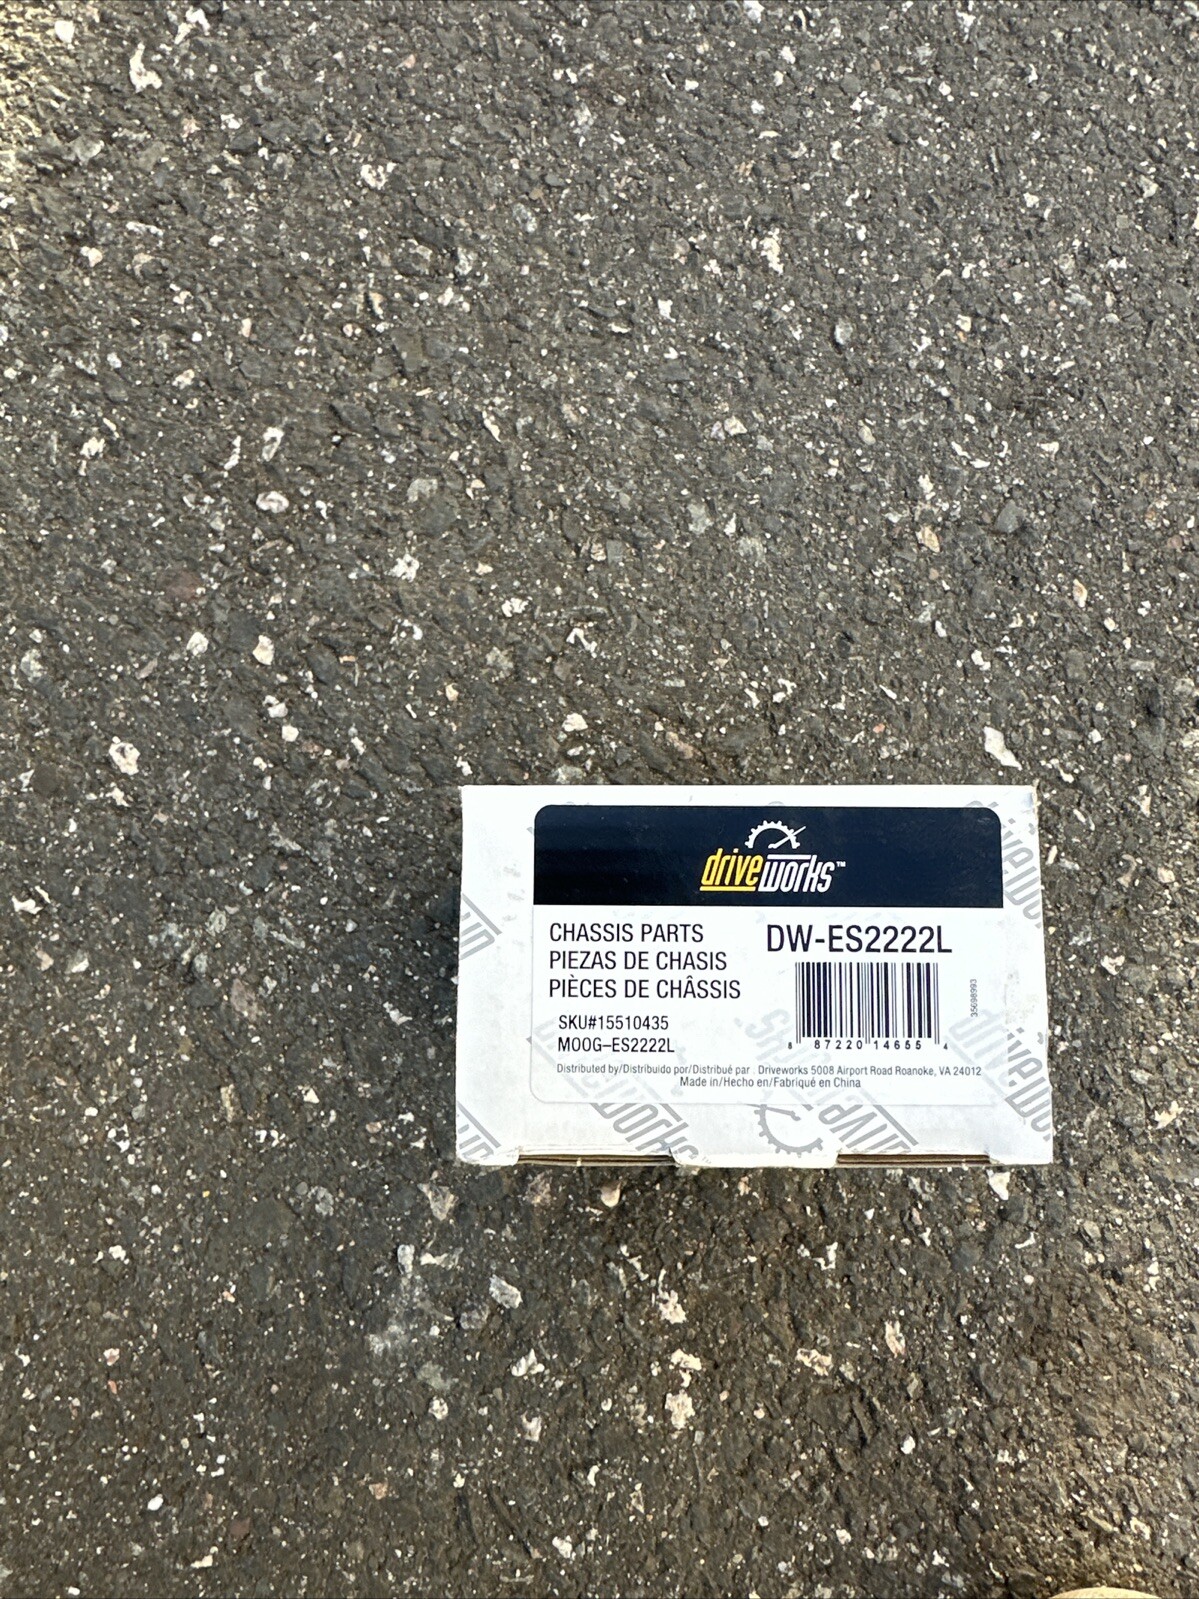 driveworks™
CHASSIS PARTS
PIEZAS DE CHASIS
PIÈCES DE CHÂSSIS
DW-ES2222L
SKU#15510435
MOOG-ES2222L
8 87220 14655 4
35698993
Distributed by/Distribuido por/Distribué par . Driveworks 5008 Airport Road Roanoke, VA 24012
Made in/Hecho en/Fabriqué en China
driveworks